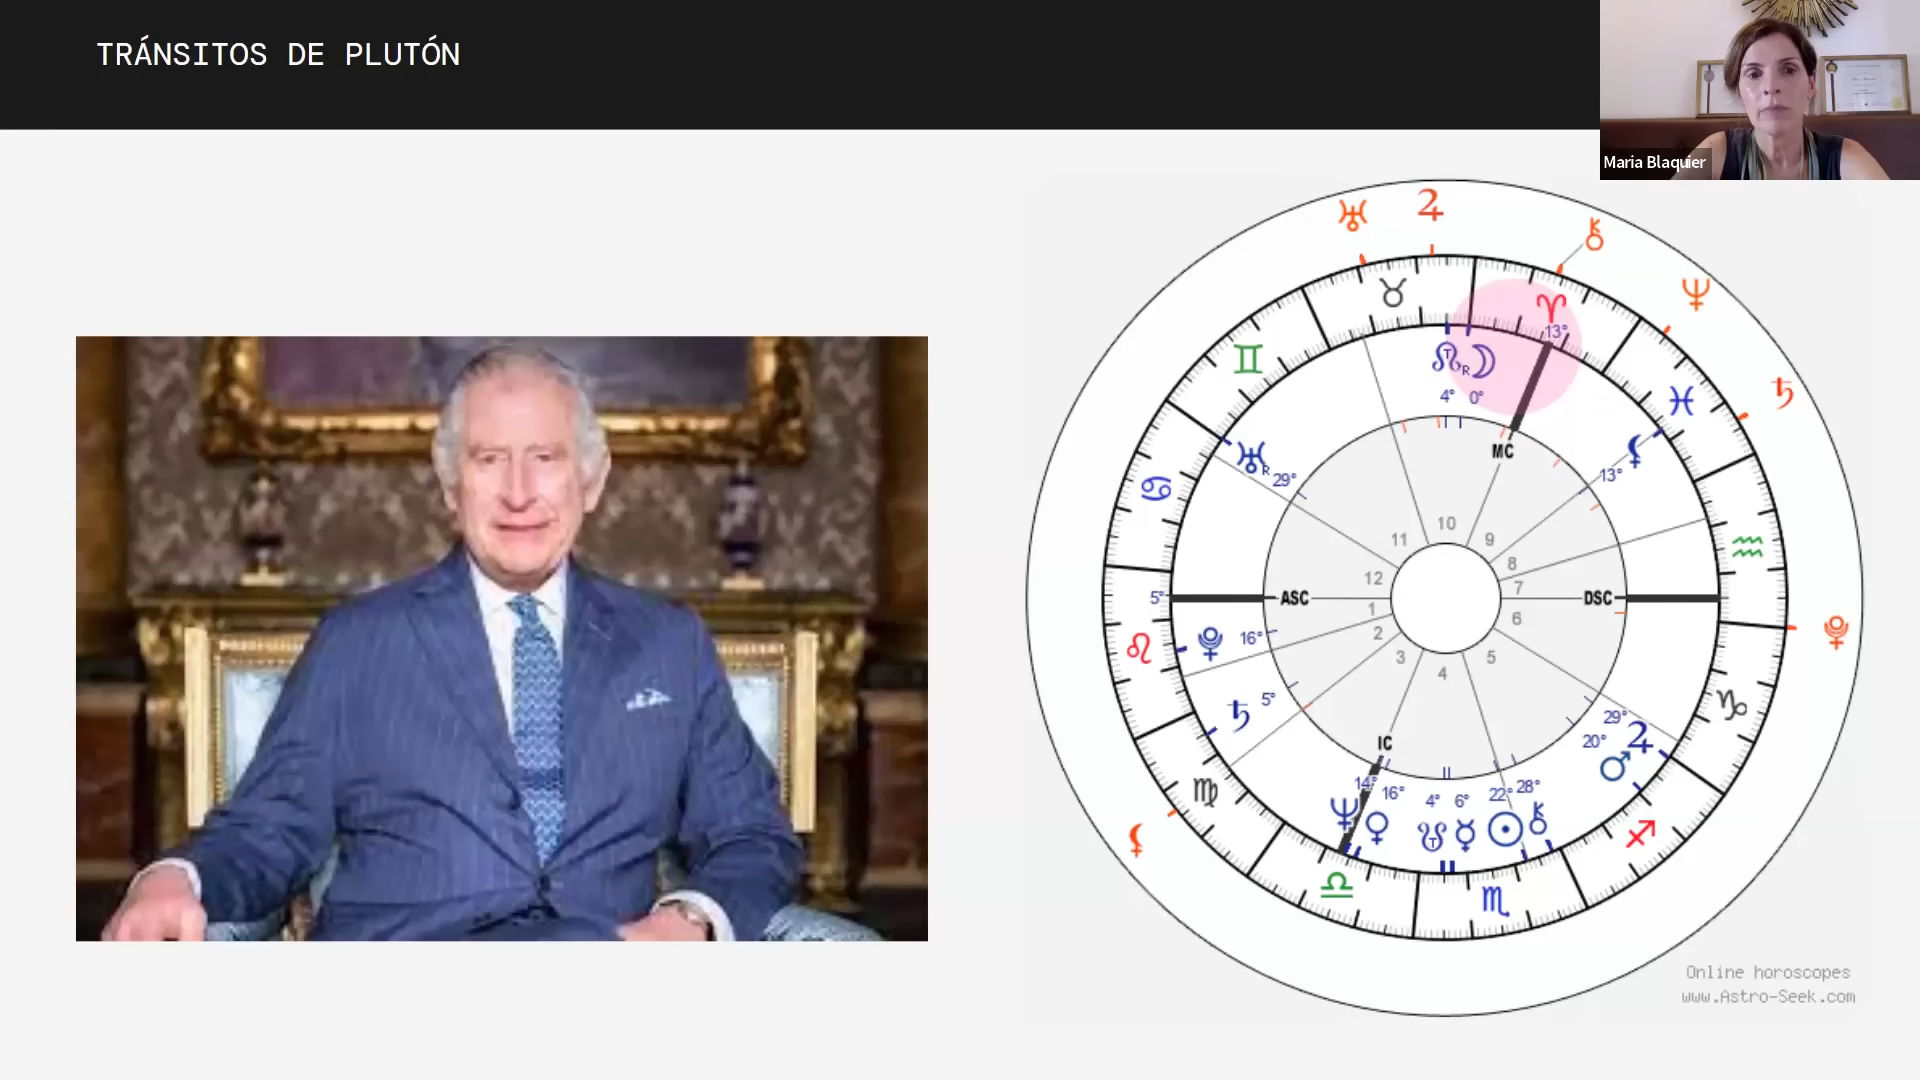 TRÁNSITOS DE PLUTÓN
Maria Blaquier
13°
R
4° 0°
MC
R
29°
13°
10
11
9
8
12
7
5°
ASC
DSC
1
6
16°
2
3
5
4
5°
29°
20°
IC
14°
16°
4°
6°
22°
28°
Online horoscopes
www.Astro-Seek.com